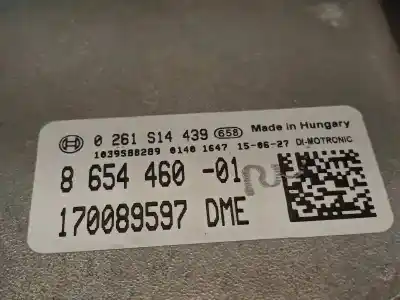 0 261 S14 439 658 Made in Hungary
1039S88289 0140 1647 15-06-27 DI-MOTRONIC
8 654 460 -01
170089597 DME